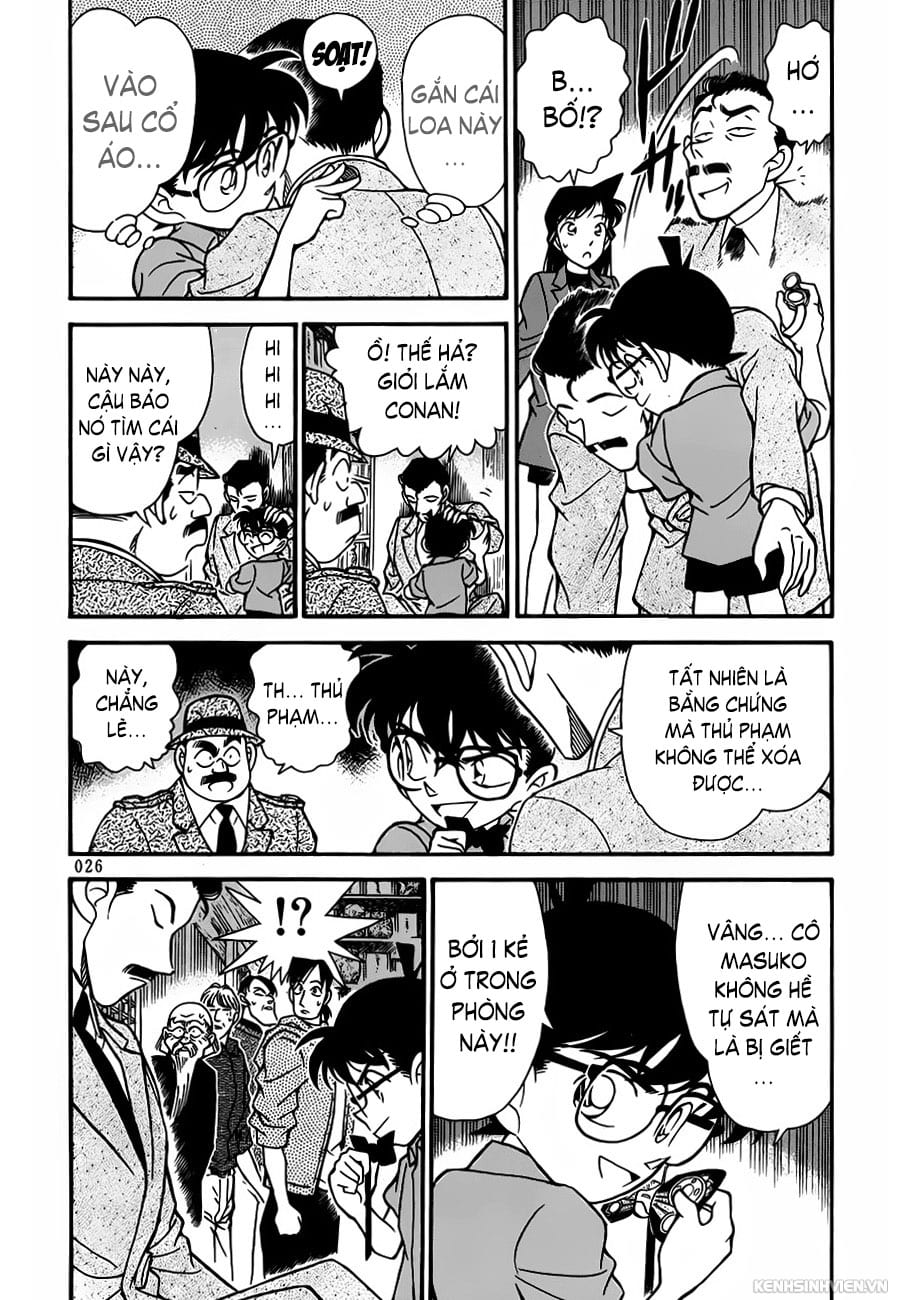 HỚ
...
B...
BỐ!?
GẮN CÁI
LOA NÀY
...
SOẠT!
VÀO
SAU CỔ
ÁO...
Ồ! THẾ HẢ?
GIỎI LẮM
CONAN!
HI
HI
HI
...
NÀY NÀY,
CẬU BẢO
NÓ TÌM CÁI
GÌ VẬY?
TẤT NHIÊN LÀ
BẰNG CHỨNG
MÀ THỦ PHẠM
KHÔNG THỂ XÓA
ĐƯỢC...
TH... THỦ
PHẠM...
NÀY,
CHẲNG
LẼ...
026
VÂNG... CÔ
MASUKO
KHÔNG HỀ
TỰ SÁT MÀ
LÀ BỊ GIẾT
...
BỞI 1 KẺ
Ở TRONG
PHÒNG
NÀY!!
!?
KENHSINHVIEN.VN